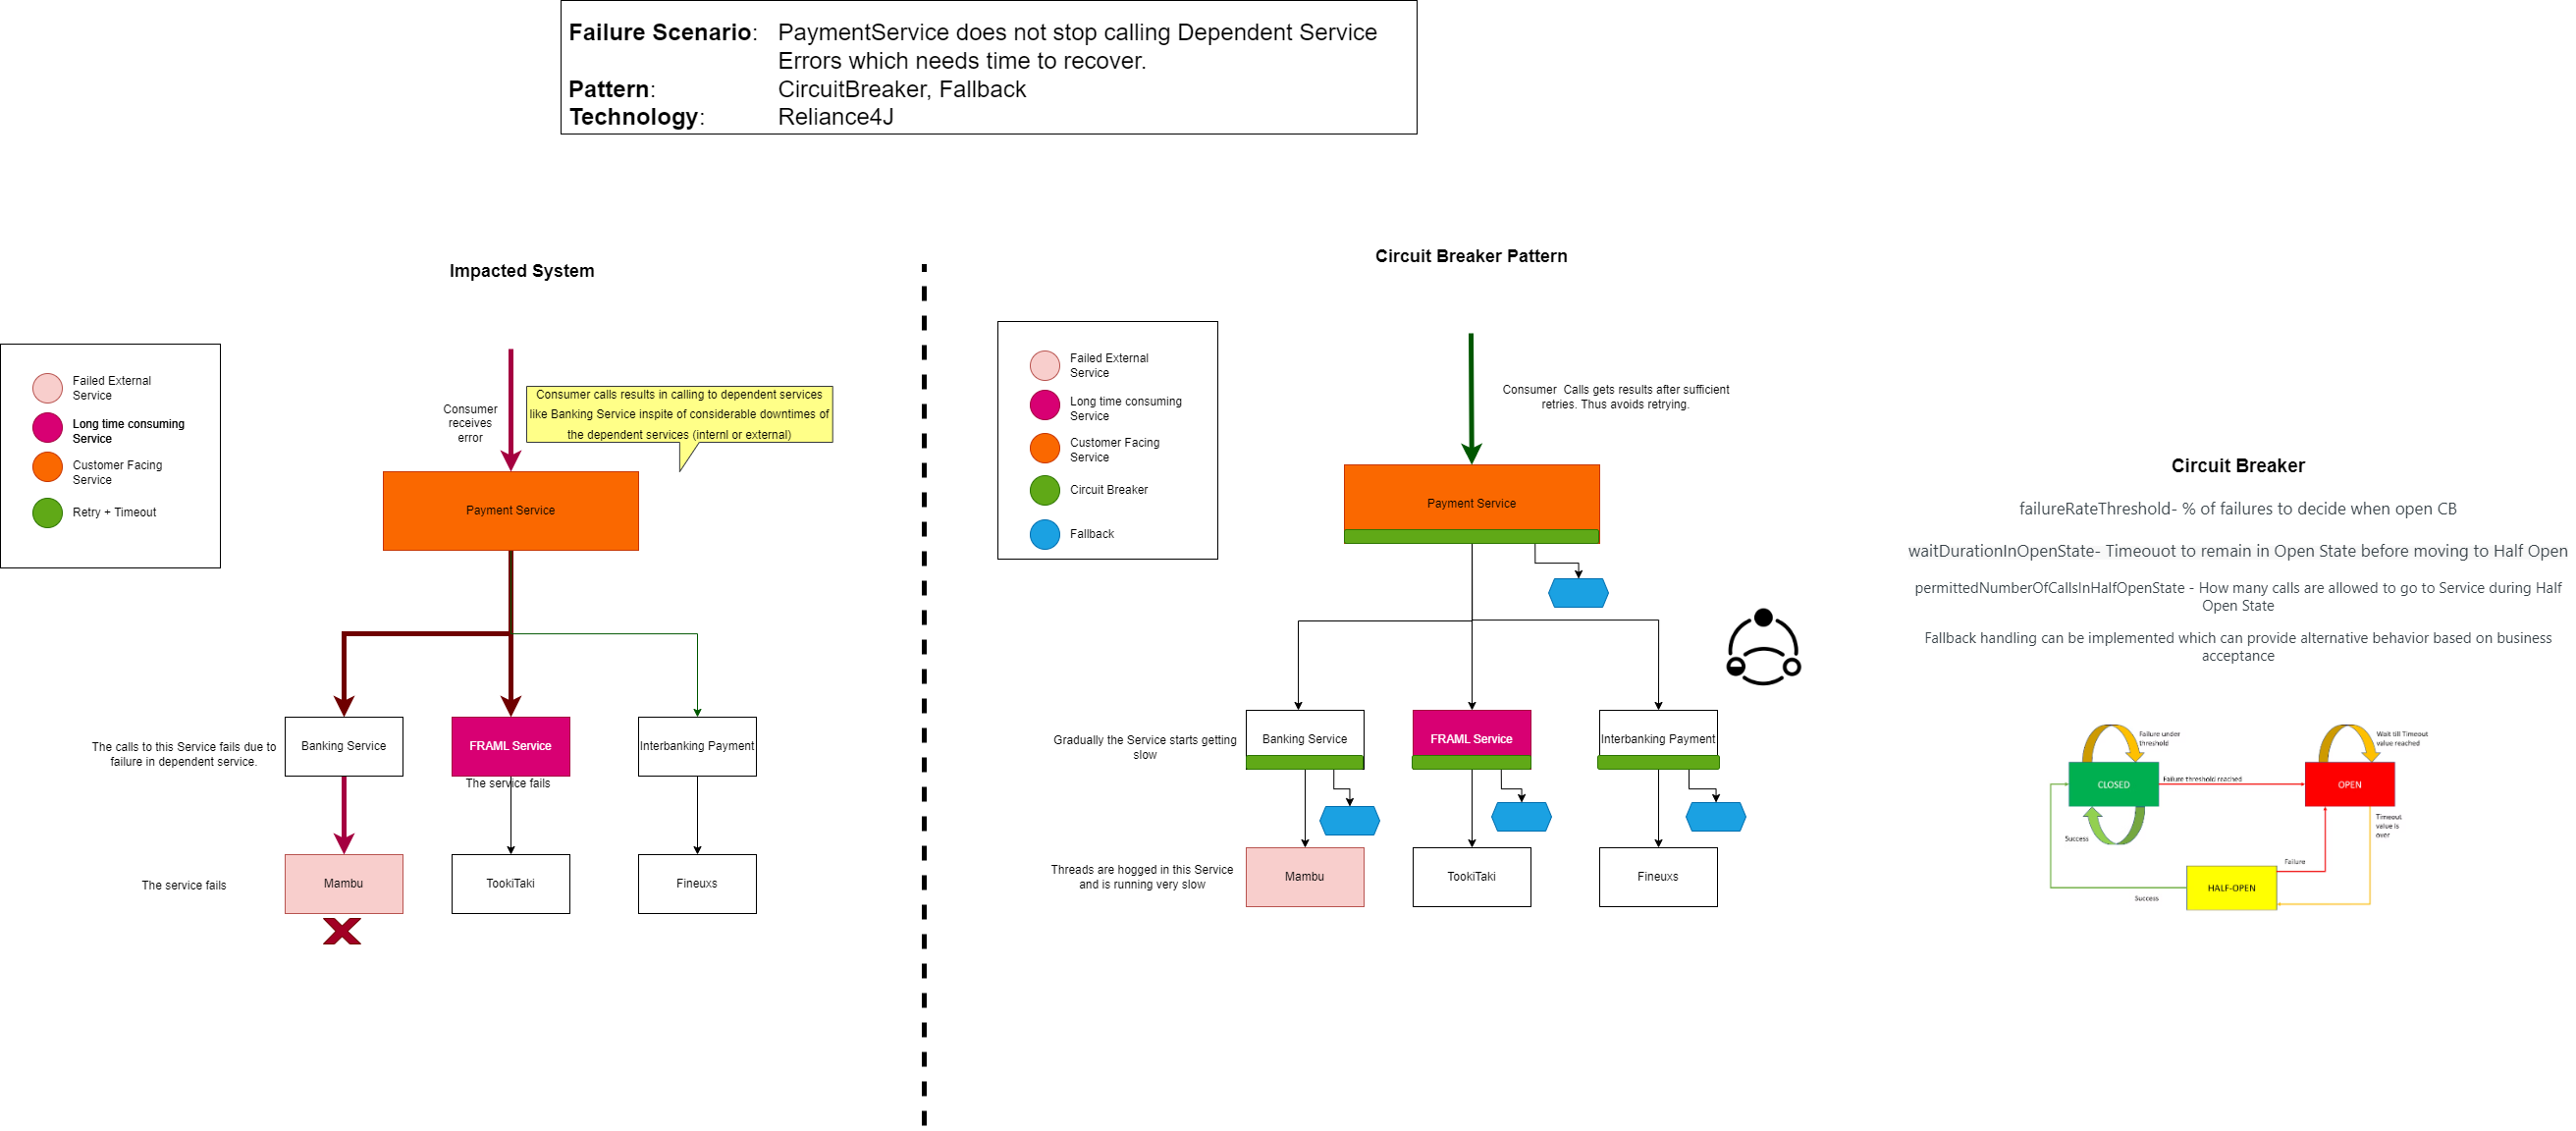 Failure Scenario: PaymentService does not stop calling Dependent Service
Errors which needs time to recover.
Pattern: CircuitBreaker, Fallback
Technology: Reliance4J
Impacted System
Failed External
Service
Long time consuming
Service
Customer Facing
Service
Retry + Timeout
Consumer
receives
error
Consumer calls results in calling to dependent services
like Banking Service inspite of considerable downtimes of
the dependent services (internl or external)
Payment Service
The calls to this Service fails due to
failure in dependent service.
Banking Service
FRAML Service
Interbanking Payment
The service fails
The service fails
Mambu
TookiTaki
Fineuxs
Circuit Breaker Pattern
Failed External
Service
Long time consuming
Service
Customer Facing
Service
Circuit Breaker
Fallback
Consumer  Calls gets results after sufficient
retries. Thus avoids retrying.
Payment Service
Gradually the Service starts getting
slow
Banking Service
FRAML Service
Interbanking Payment
Threads are hogged in this Service
and is running very slow
Mambu
TookiTaki
Fineuxs
Circuit Breaker
failureRateThreshold- % of failures to decide when open CB
waitDurationInOpenState- Timeouot to remain in Open State before moving to Half Open
permittedNumberOfCallsInHalfOpenState - How many calls are allowed to go to Service during Half
Open State
Fallback handling can be implemented which can provide alternative behavior based on business
acceptance
Failure under
threshold
Wait till Timeout
value reached
CLOSED
Failure threshold reached
OPEN
Timeout
value is
over
Success
Failure
HALF-OPEN
Success